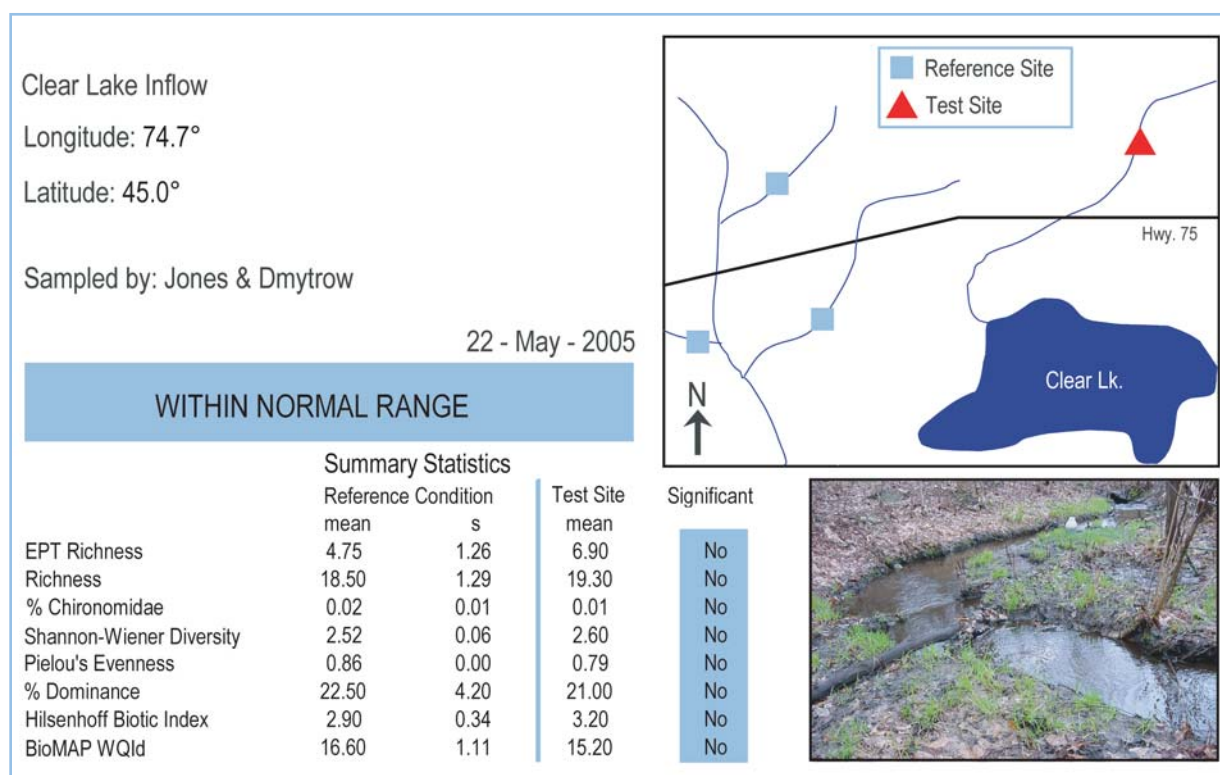 Clear Lake Inflow
Longitude: 74.7°
Latitude: 45.0°
Sampled by: Jones & Dmytrow
22 - May - 2005
WITHIN NORMAL RANGE
Reference Site
Test Site
Hwy. 75
Clear Lk.
N
Summary Statistics
Reference Condition Test Site Significant
mean s mean
EPT Richness 4.75 1.26 6.90 No
Richness 18.50 1.29 19.30 No
% Chironomidae 0.02 0.01 0.01 No
Shannon-Wiener Diversity 2.52 0.06 2.60 No
Pielou's Evenness 0.86 0.00 0.79 No
% Dominance 22.50 4.20 21.00 No
Hilsenhoff Biotic Index 2.90 0.34 3.20 No
BioMAP WQId 16.60 1.11 15.20 No